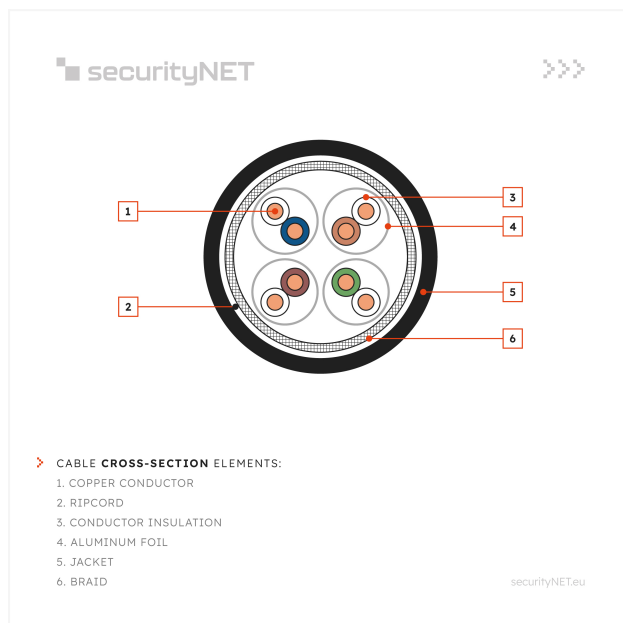 securityNET
1
3
4
2
5
6
CABLE CROSS-SECTION ELEMENTS:
1. COPPER CONDUCTOR
2. RIPCORD
3. CONDUCTOR INSULATION
4. ALUMINUM FOIL
5. JACKET
6. BRAID
securityNET.eu